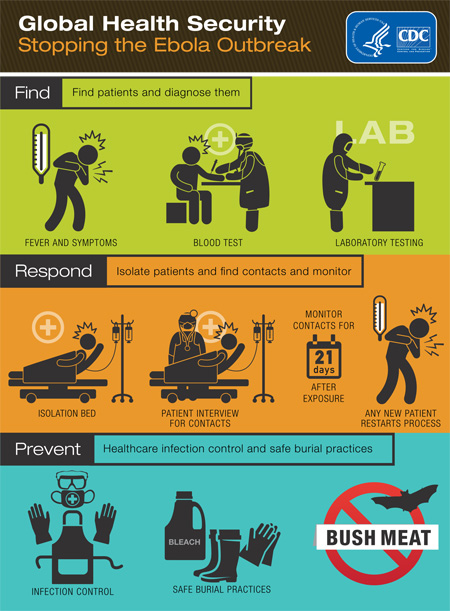 Global Health Security
Stopping the Ebola Outbreak
CDC
Find
Find patients and diagnose them
LAB
FEVER AND SYMPTOMS
BLOOD TEST
LABORATORY TESTING
Respond
Isolate patients and find contacts and monitor
MONITOR
CONTACTS FOR
21
days
AFTER
EXPOSURE
ISOLATION BED
PATIENT INTERVIEW
FOR CONTACTS
ANY NEW PATIENT
RESTARTS PROCESS
Prevent
Healthcare infection control and safe burial practices
BLEACH
BUSH MEAT
INFECTION CONTROL
SAFE BURIAL PRACTICES